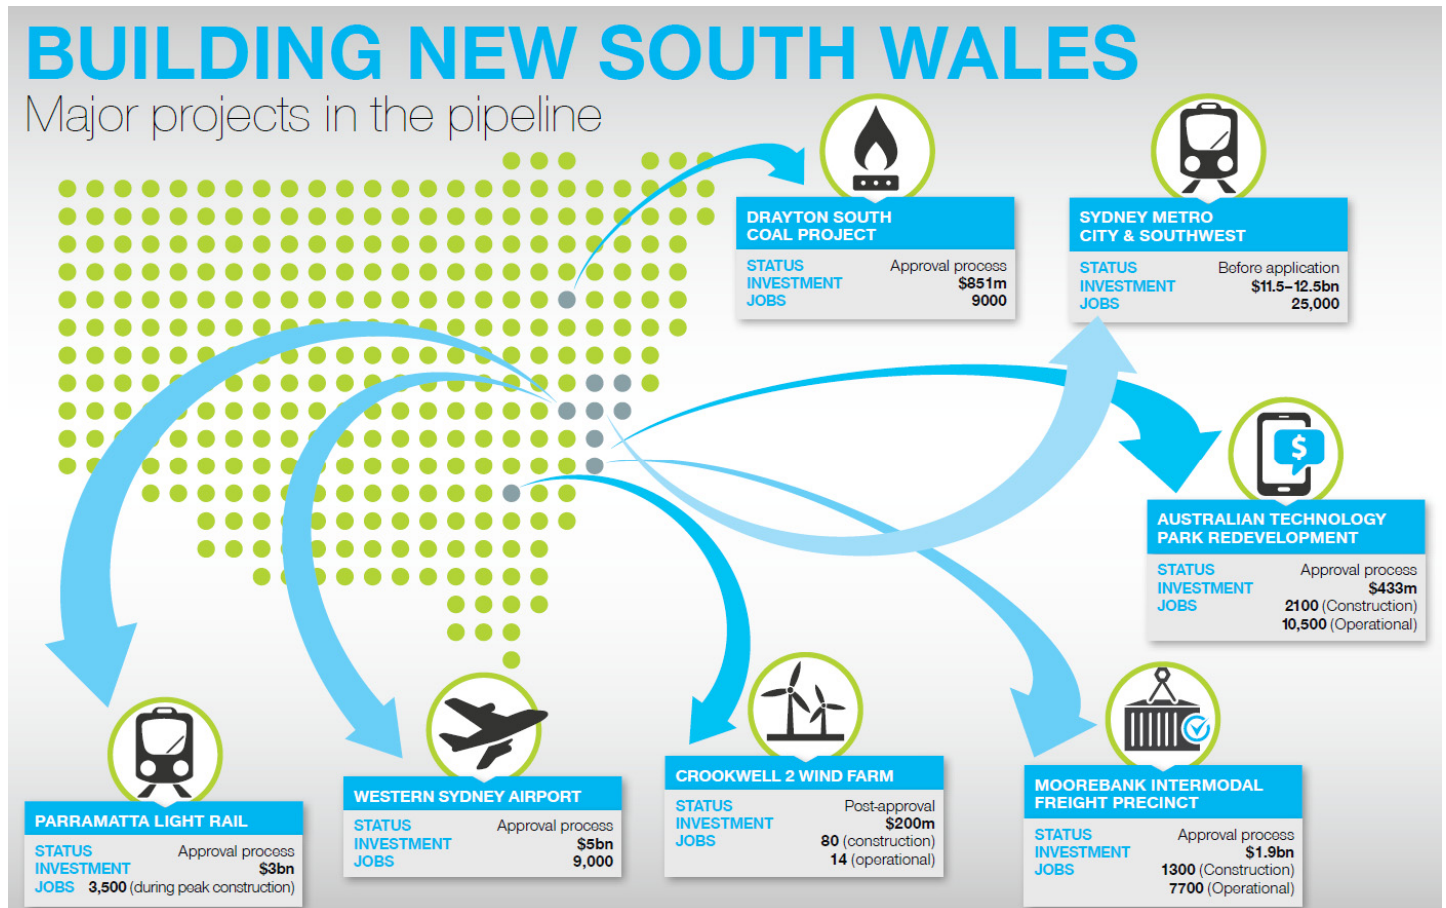 BUILDING NEW SOUTH WALES
Major projects in the pipeline
DRAYTON SOUTH
COAL PROJECT
STATUS Approval process
INVESTMENT $851m
JOBS 9000
SYDNEY METRO
CITY & SOUTHWEST
STATUS Before application
INVESTMENT $11.5–12.5bn
JOBS 25,000
$
AUSTRALIAN TECHNOLOGY
PARK REDEVELOPMENT
STATUS Approval process
INVESTMENT $433m
JOBS 2100 (Construction)
10,500 (Operational)
PARRAMATTA LIGHT RAIL
STATUS Approval process
INVESTMENT $3bn
JOBS 3,500 (during peak construction)
WESTERN SYDNEY AIRPORT
STATUS Approval process
INVESTMENT $5bn
JOBS 9,000
CROOKWELL 2 WIND FARM
STATUS Post-approval
INVESTMENT $200m
JOBS 80 (construction)
14 (operational)
MOOREBANK INTERMODAL
FREIGHT PRECINCT
STATUS Approval process
INVESTMENT $1.9bn
JOBS 1300 (Construction)
7700 (Operational)